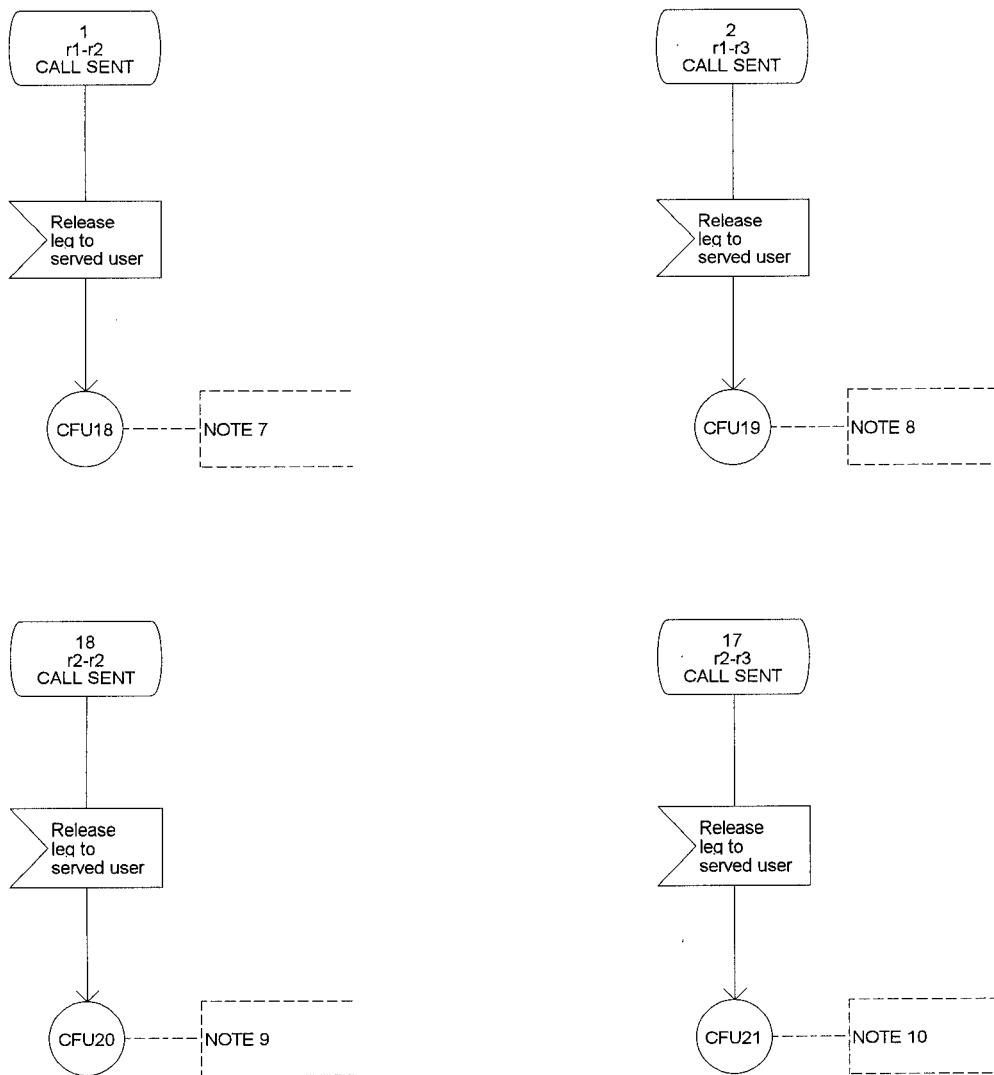 1
r1-r2
CALL SENT
2
r1-r3
CALL SENT
Release
leg to
served user
Release
leg to
served user
CFU18
NOTE 7
CFU19
NOTE 8
18
r2-r2
CALL SENT
17
r2-r3
CALL SENT
Release
leg to
served user
Release
leg to
served user
CFU20
NOTE 9
CFU21
NOTE 10